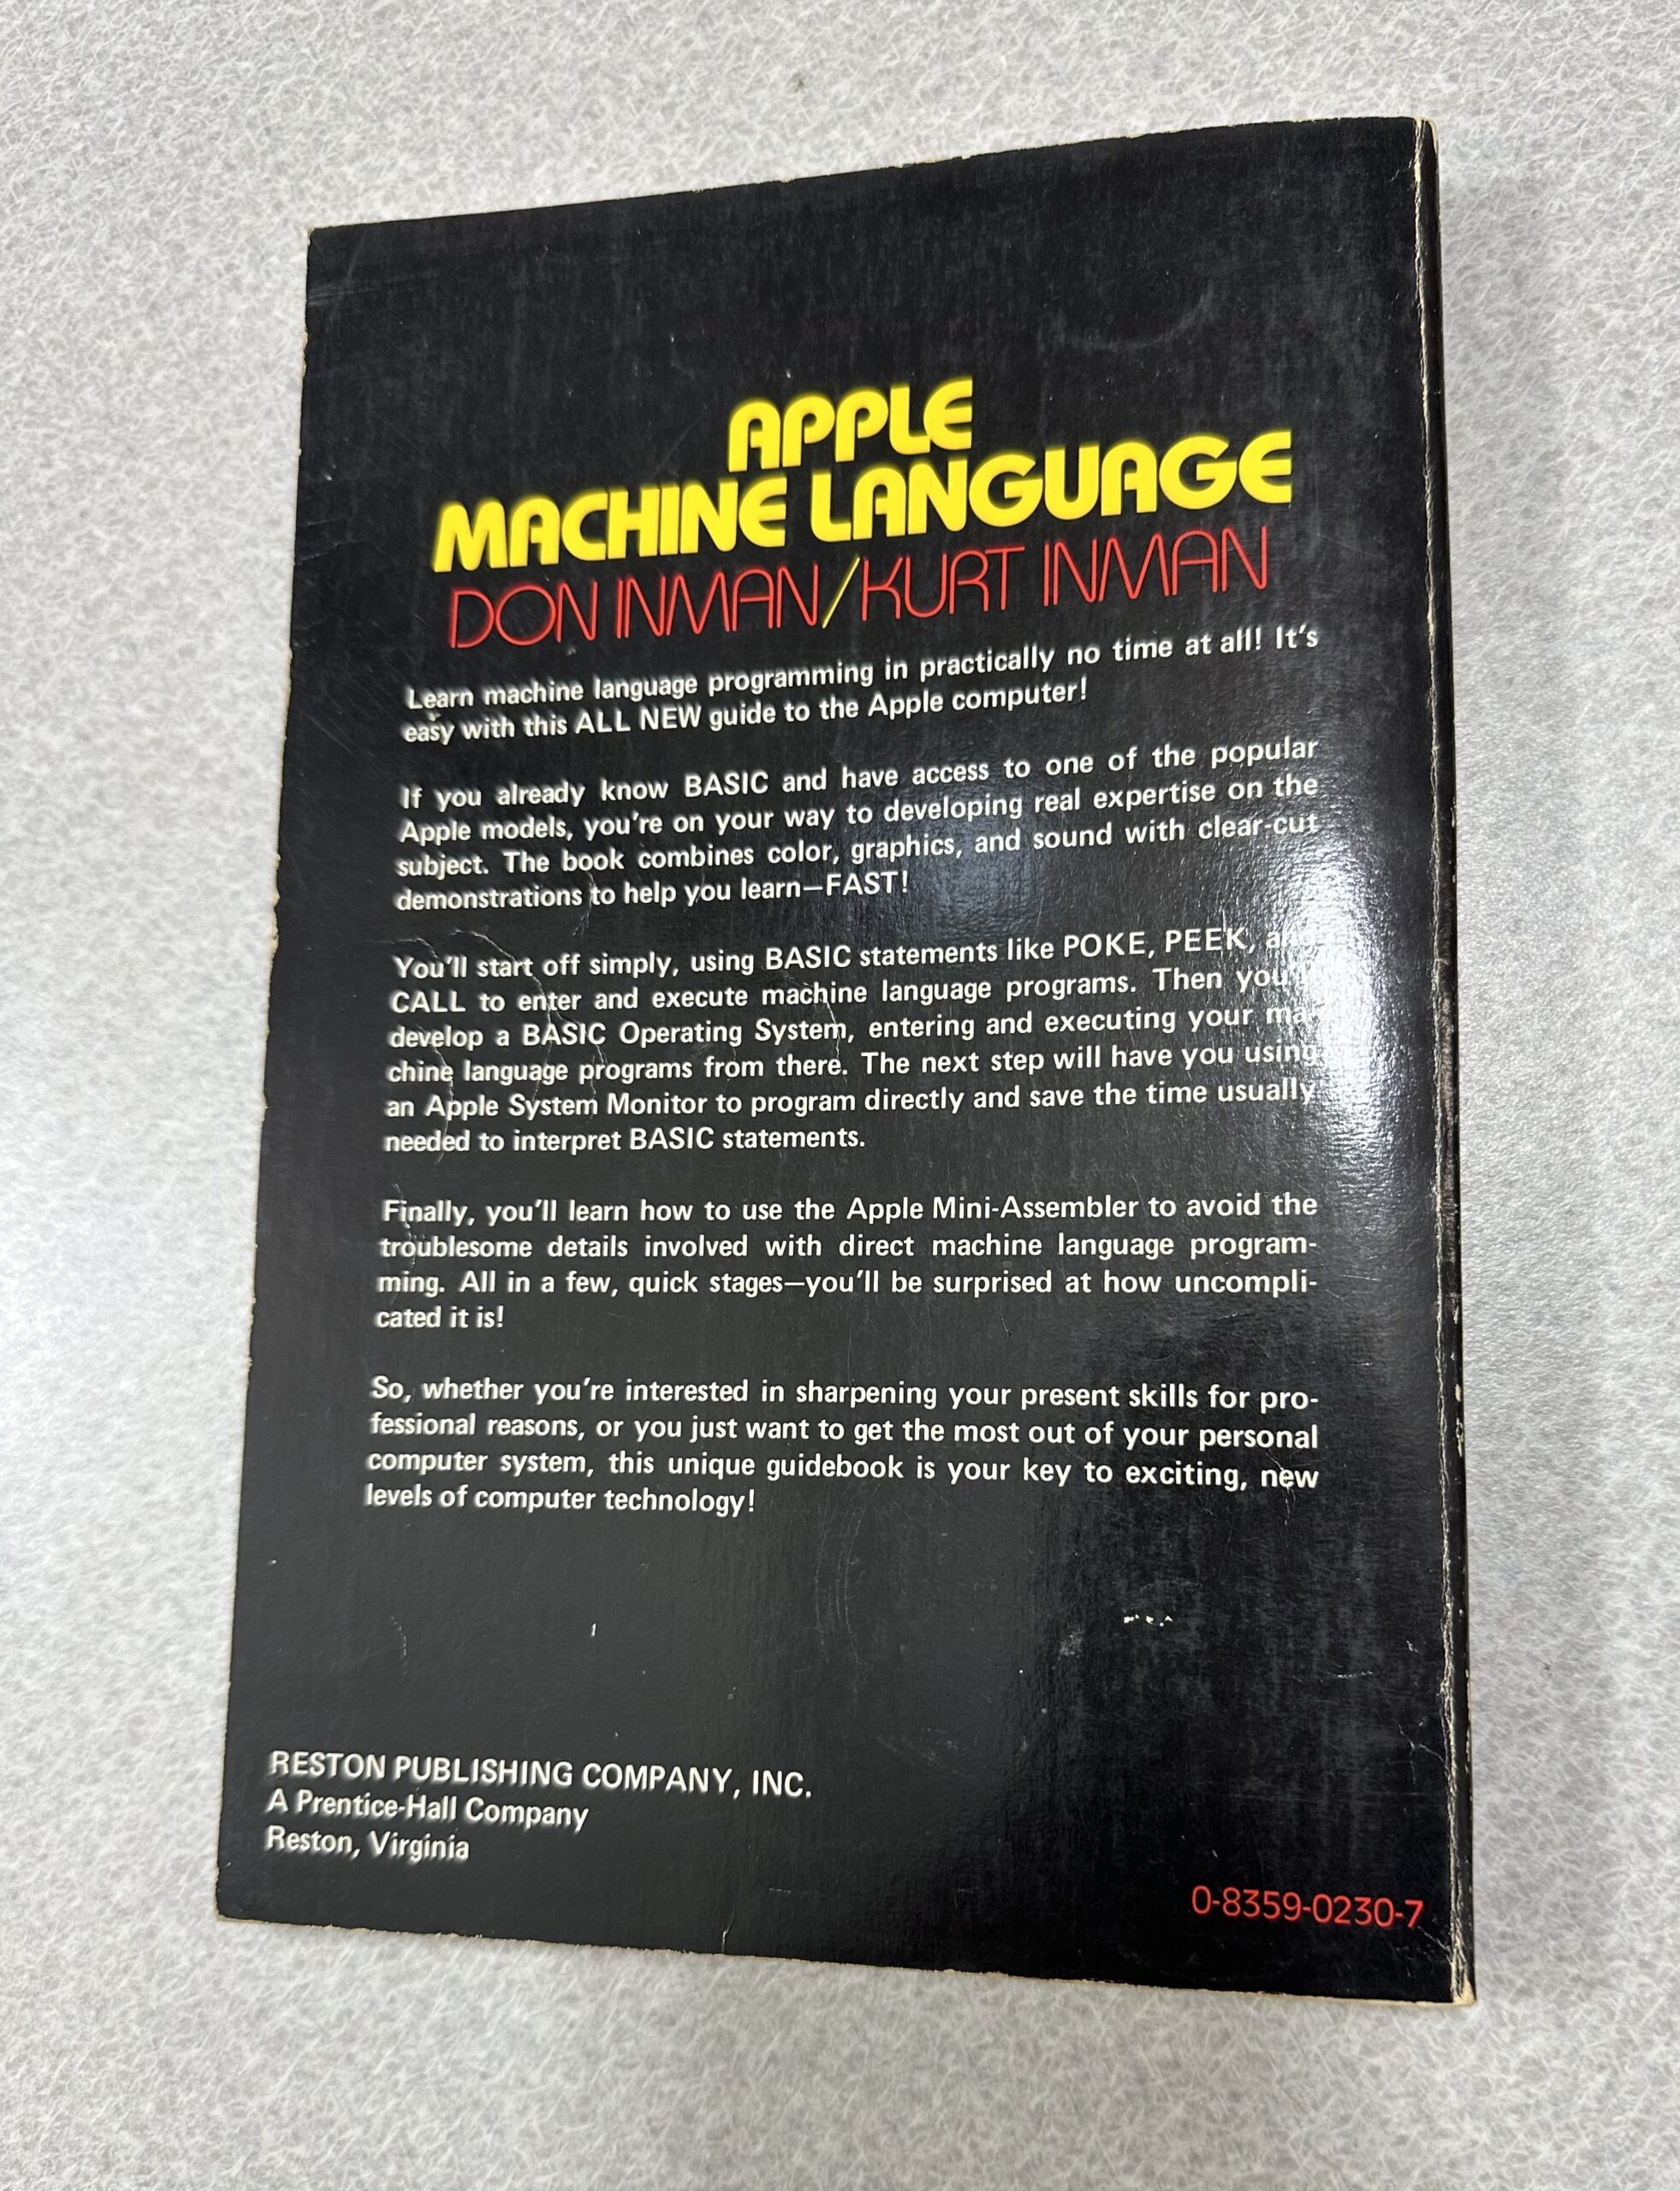 APPLE
MACHINE LANGUAGE
DON INMAN/KURT INMAN
Learn machine language programming in practically no time at all! It's
easy with this ALL NEW guide to the Apple computer!
If you already know BASIC and have access to one of the popular
Apple models, you're on your way to developing real expertise on the
subject. The book combines color, graphics, and sound with clear-cut
demonstrations to help you learn—FAST!
You'll start off simply, using BASIC statements like POKE, PEEK, and
CALL to enter and execute machine language programs. Then you'll
develop a BASIC Operating System, entering and executing your ma-
chine language programs from there. The next step will have you using
an Apple System Monitor to program directly and save the time usually
needed to interpret BASIC statements.
Finally, you'll learn how to use the Apple Mini-Assembler to avoid the
troublesome details involved with direct machine language program-
ming. All in a few, quick stages—you'll be surprised at how uncompli-
cated it is!
So, whether you're interested in sharpening your present skills for pro-
fessional reasons, or you just want to get the most out of your personal
computer system, this unique guidebook is your key to exciting, new
levels of computer technology!
RESTON PUBLISHING COMPANY, INC.
A Prentice-Hall Company
Reston, Virginia
0-8359-0230-7